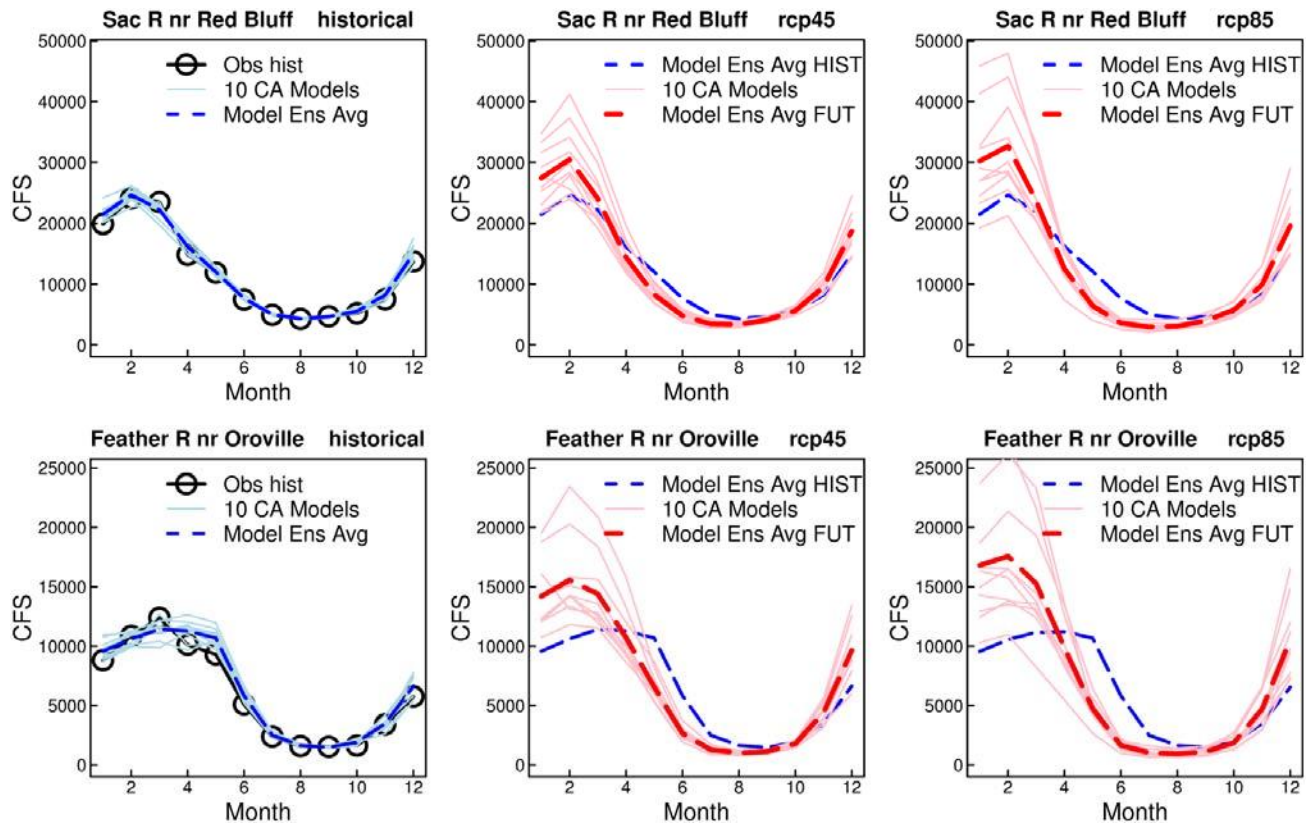 Sac R nr Red Bluff historical
50000
40000
30000
20000
10000
0
CFS
Obs hist
10 CA Models
Model Ens Avg
2 4 6 8 10 12
Month
Sac R nr Red Bluff rcp45
50000
40000
30000
20000
10000
0
CFS
Model Ens Avg HIST
10 CA Models
Model Ens Avg FUT
2 4 6 8 10 12
Month
Sac R nr Red Bluff rcp85
50000
40000
30000
20000
10000
0
CFS
Model Ens Avg HIST
10 CA Models
Model Ens Avg FUT
2 4 6 8 10 12
Month
Feather R nr Oroville historical
25000
20000
15000
10000
5000
0
CFS
Obs hist
10 CA Models
Model Ens Avg
2 4 6 8 10 12
Month
Feather R nr Oroville rcp45
25000
20000
15000
10000
5000
0
CFS
Model Ens Avg HIST
10 CA Models
Model Ens Avg FUT
2 4 6 8 10 12
Month
Feather R nr Oroville rcp85
25000
20000
15000
10000
5000
0
CFS
Model Ens Avg HIST
10 CA Models
Model Ens Avg FUT
2 4 6 8 10 12
Month